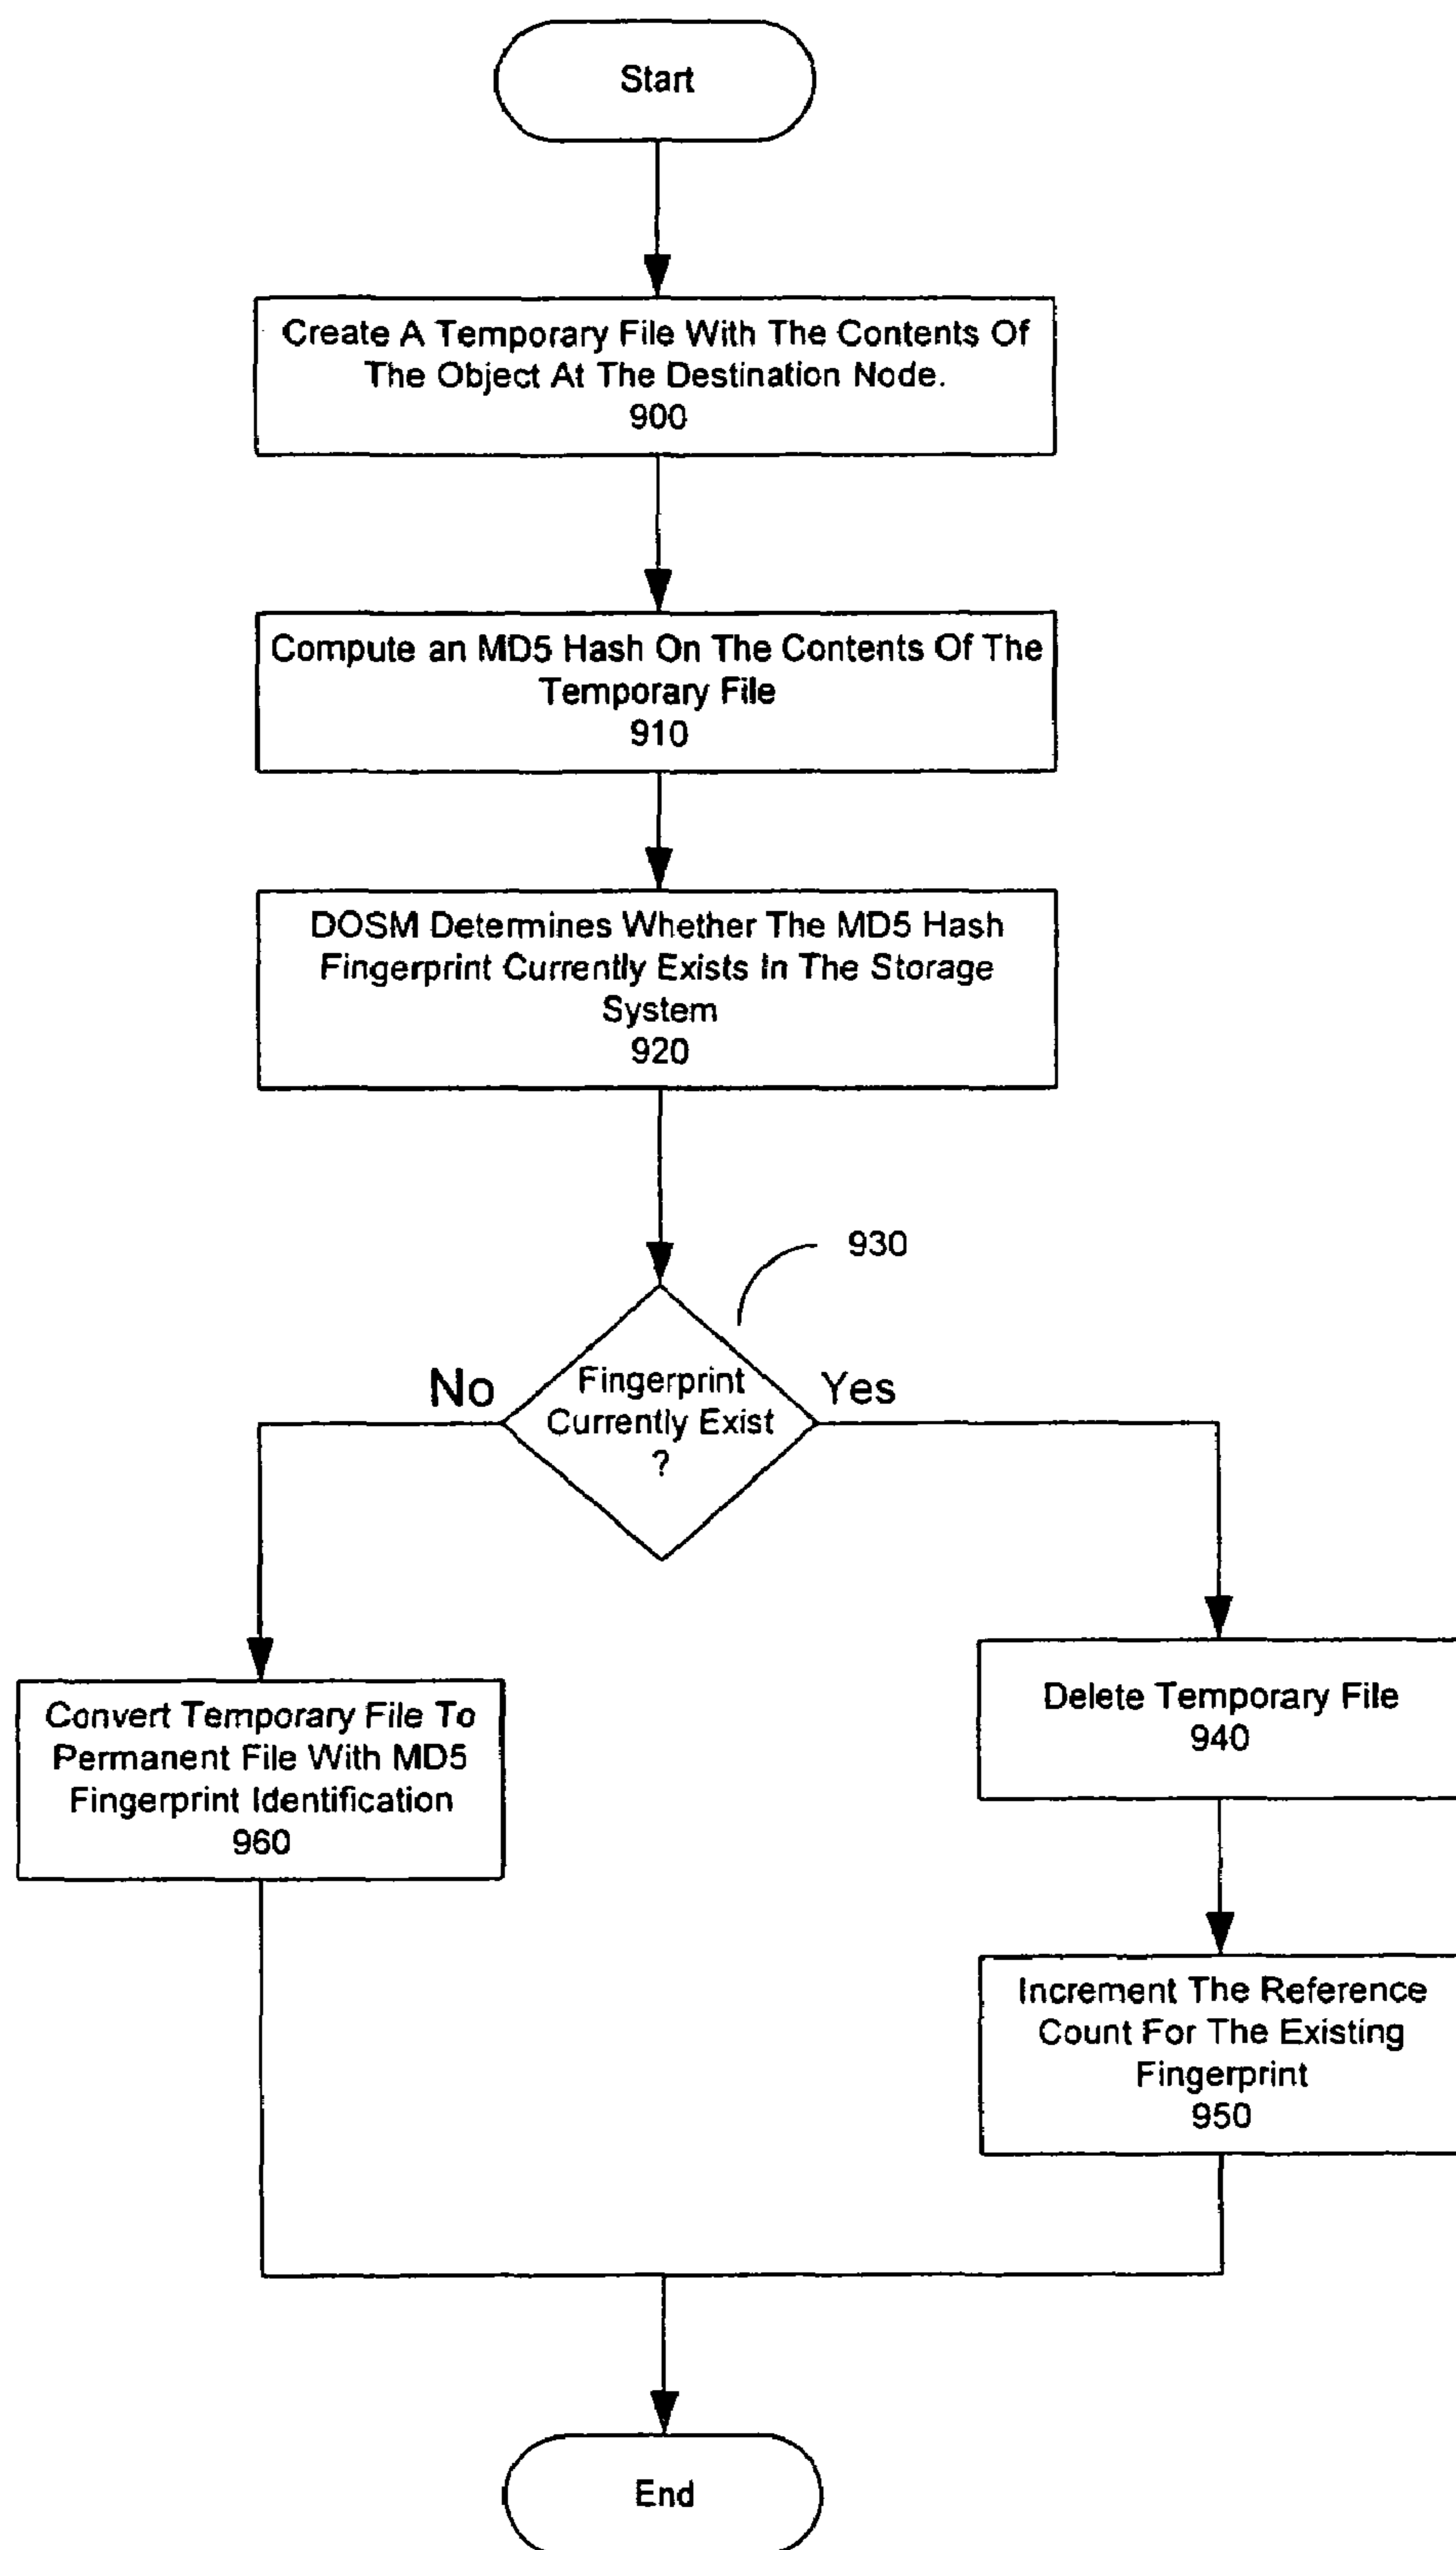 Start
Create A Temporary File With The Contents Of
The Object At The Destination Node.
900
Compute an MD5 Hash On The Contents Of The
Temporary File
910
DOSM Determines Whether The MD5 Hash
Fingerprint Currently Exists In The Storage
System
920
930
No
Fingerprint
Currently Exist
?
Yes
Convert Temporary File To
Permanent File With MD5
Fingerprint Identification
960
Delete Temporary File
940
Increment The Reference
Count For The Existing
Fingerprint
950
End